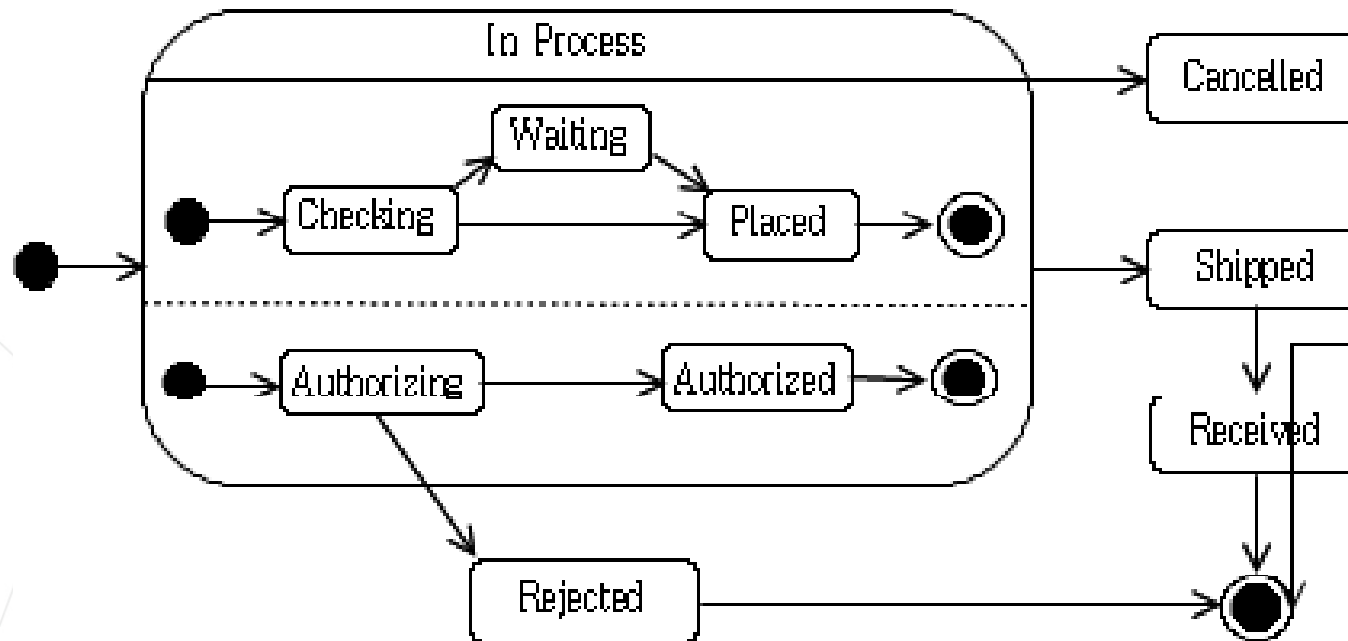 In Process
Cancelled
Waiting
Checking
Placed
Shipped
Authorizing
Authorized
Received
Rejected